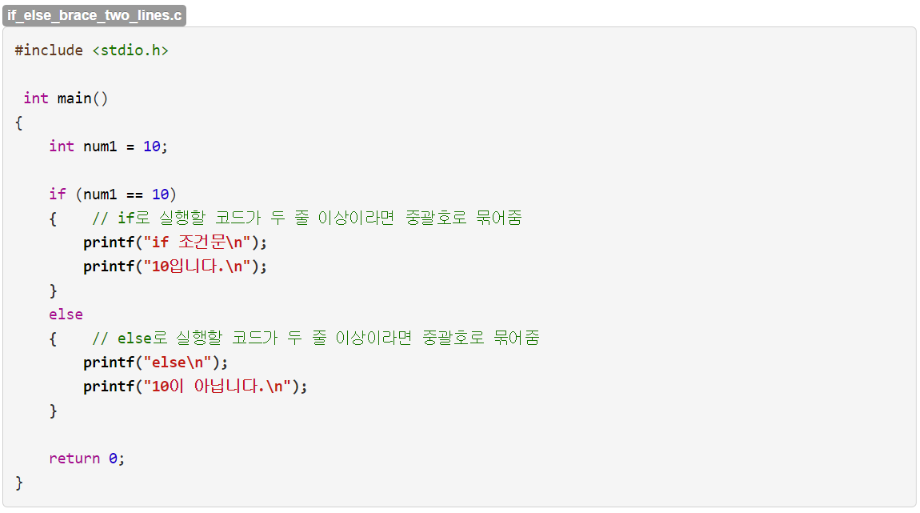 if_else_brace_two_lines.c
#include <stdio.h>
int main()
{
    int num1 = 10;
    if (num1 == 10)
    {    // if로 실행할 코드가 두 줄 이상이라면 중괄호로 묶어줌
        printf("if 조건문\n");
        printf("10입니다.\n");
    }
    else
    {    // else로 실행할 코드가 두 줄 이상이라면 중괄호로 묶어줌
        printf("else\n");
        printf("10이 아닙니다.\n");
    }
    return 0;
}